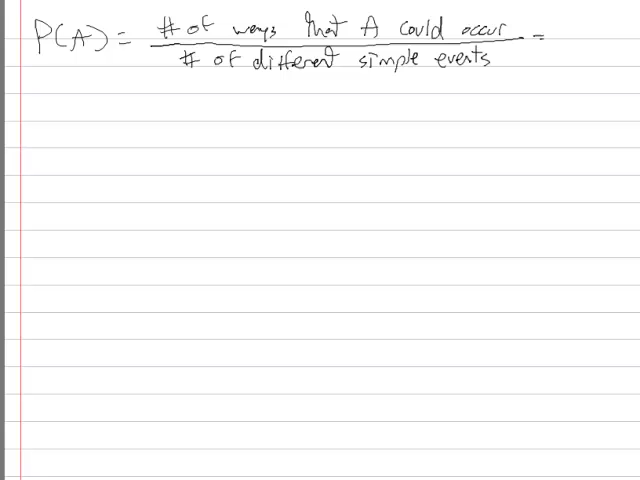 P(A) = # of ways that A could occur =
# of different simple events